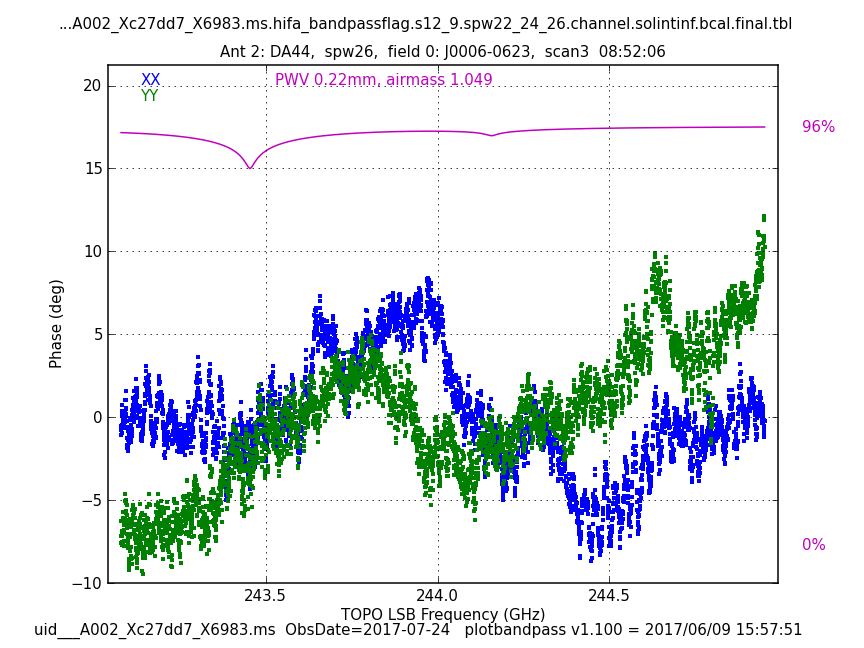 ...A002_Xc27dd7_X6983.ms.hifa_bandpassflag.s12_9.spw22_24_26.channel.solintinf.bcal.final.tbl
Ant 2: DA44,  spw26,  field 0: J0006-0623,  scan3  08:52:06
XX
YY
PWV 0.22mm, airmass 1.049
96%
0%
20
15
10
5
0
−5
−10
Phase (deg)
243.5
244.0
244.5
TOPO LSB Frequency (GHz)
uid___A002_Xc27dd7_X6983.ms  ObsDate=2017-07-24   plotbandpass v1.100 = 2017/06/09 15:57:51